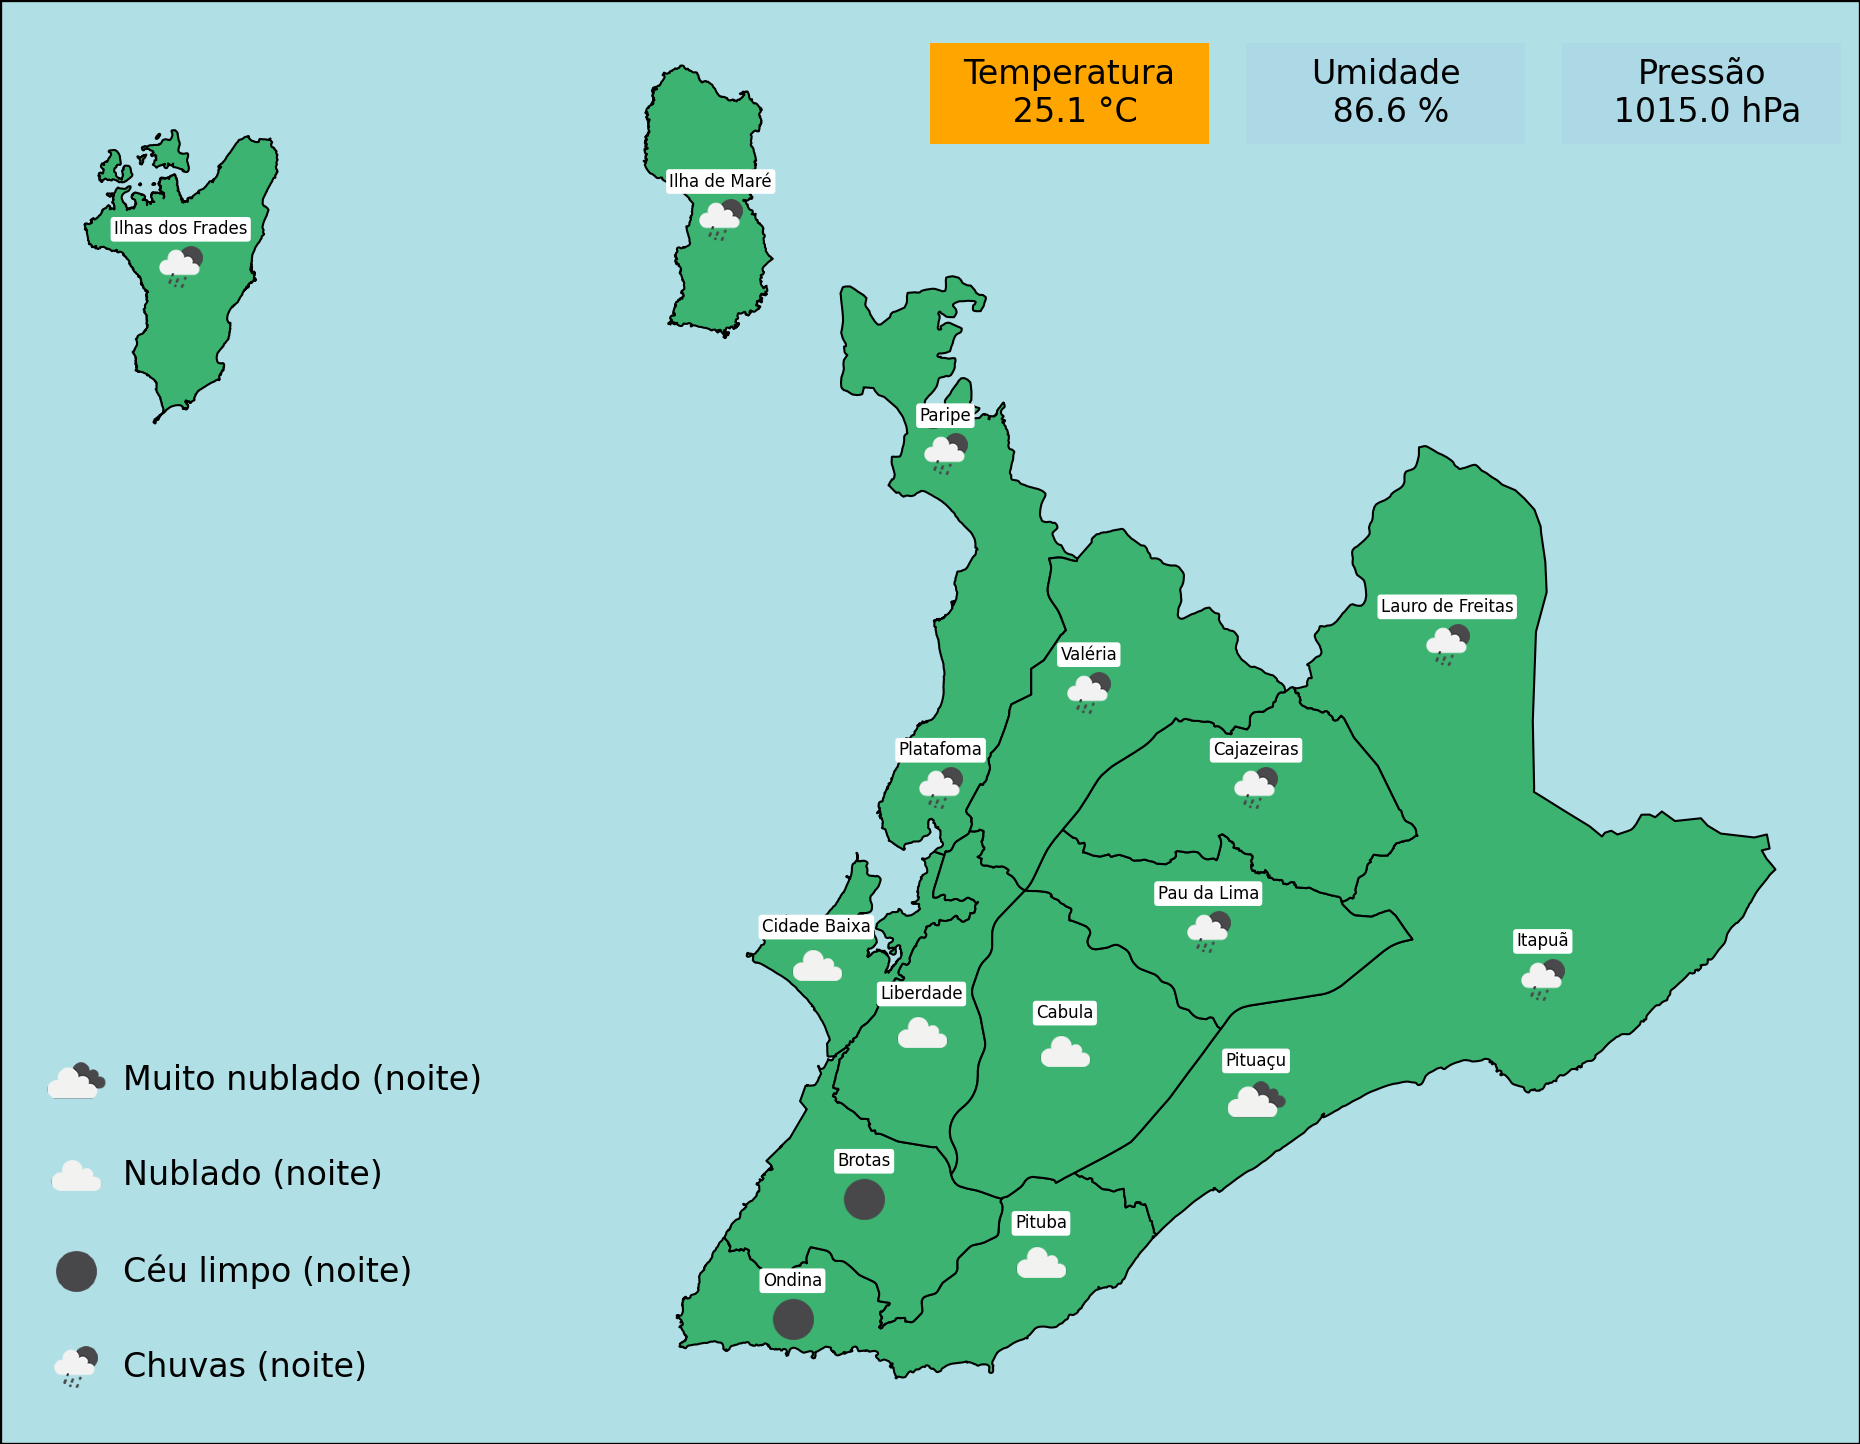 Temperatura
25.1 °C
Umidade
86.6 %
Pressão
1015.0 hPa
Ilha de Maré
Ilhas dos Frades
Paripe
Lauro de Freitas
Valéria
Platafoma
Cajazeiras
Pau da Lima
Cidade Baixa
Itapuã
Liberdade
Cabula
Pituaçu
Brotas
Pituba
Ondina
Muito nublado (noite)
Nublado (noite)
Céu limpo (noite)
Chuvas (noite)